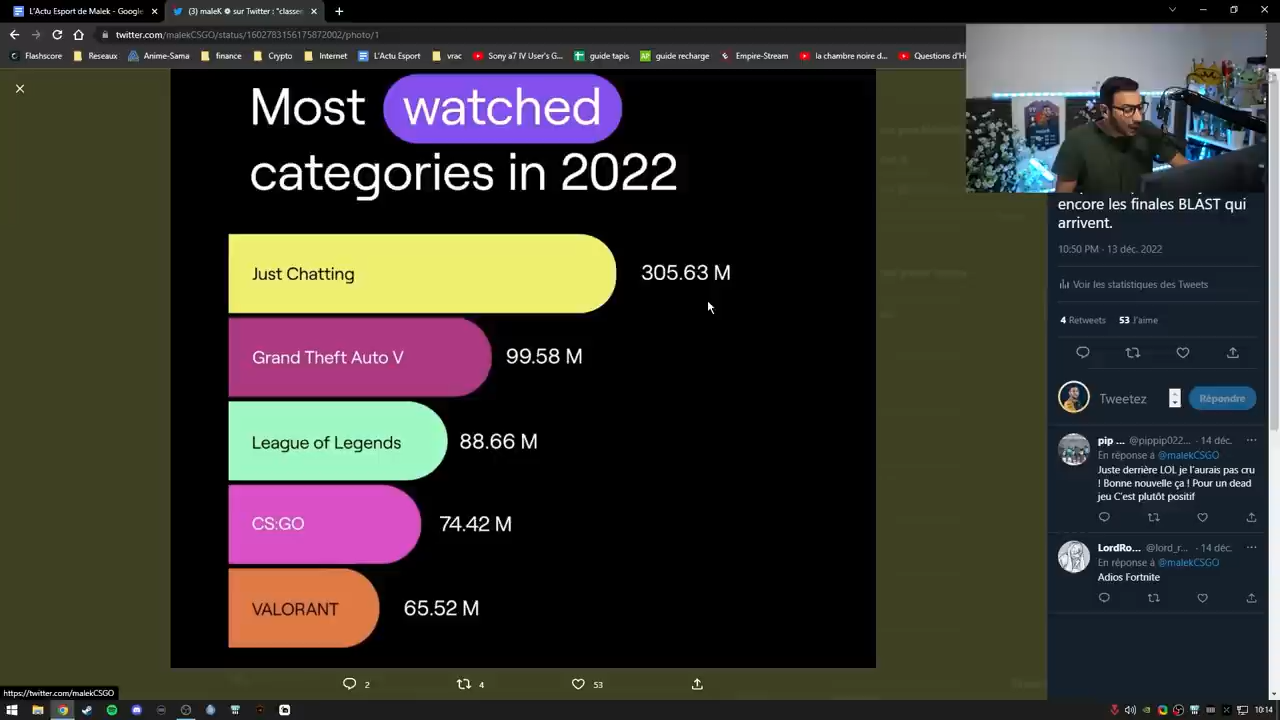 L'Actu Esport de Malek - Google
(3) maleK sur Twitter : "classe
twitter.com/malekCSGO/status/1602783156175872002/photo/1
Flashscore
Reseaux
Anime-Sama
finance
Crypto
Internet
L'Actu Esport
vrac
Sony a7 IV User's G...
guide tapis
guide recharge
Empire-Stream
la chambre noire d...
Questions d'Hi
Most watched
categories in 2022
Just Chatting
305.63 M
Grand Theft Auto V
99.58 M
League of Legends
88.66 M
CS:GO
74.42 M
VALORANT
65.52 M
2
4
53
encore les finales BLAST qui
arrivent.
10:50 PM · 13 déc. 2022
Voir les statistiques des Tweets
4 Retweets 53 J'aime
Tweetez
Répondre
pip ... @pippip022... · 14 déc.
En réponse à @malekCSGO
Juste derrière LOL je l'aurais pas cru
! Bonne nouvelle ça ! Pour un dead
jeu C'est plutôt positif
LordRo... @lord_r... · 14 déc.
En réponse à @malekCSGO
Adios Fortnite
https://twitter.com/malekCSGO
10:14